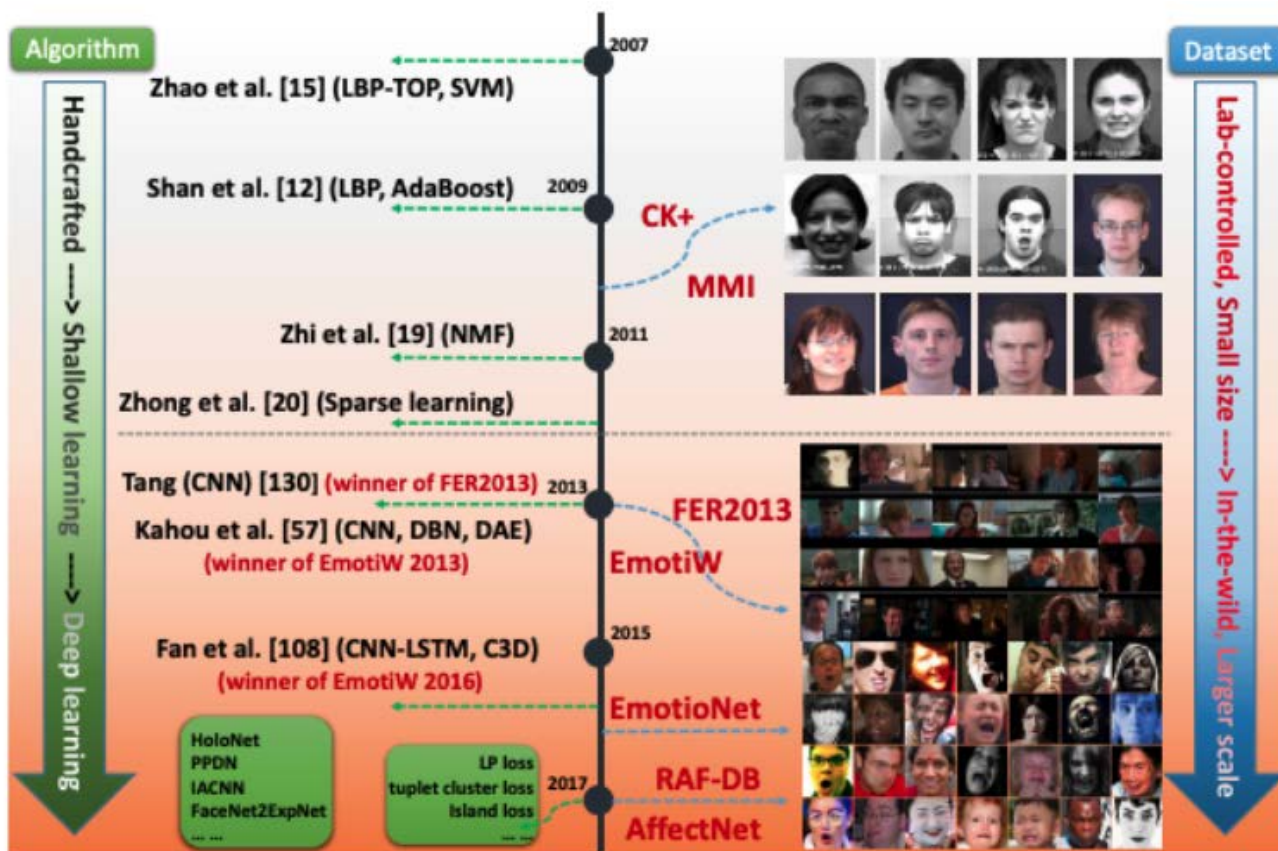 Algorithm
Handcrafted ----> Shallow learning ----> Deep learning
2007
Zhao et al. [15] (LBP-TOP, SVM)
Shan et al. [12] (LBP, AdaBoost)
2009
CK+
MMI
2011
Zhi et al. [19] (NMF)
Zhong et al. [20] (Sparse learning)
Tang (CNN) [130] (winner of FER2013)
2013
FER2013
Kahou et al. [57] (CNN, DBN, DAE)
(winner of EmotiW 2013)
EmotiW
2015
Fan et al. [108] (CNN-LSTM, C3D)
(winner of EmotiW 2016)
EmotioNet
HoloNet
PPDN
IACNN
FaceNet2ExpNet
... ...
LP loss
tuplet cluster loss
Island loss
... ...
2017
RAF-DB
AffectNet
Dataset
Lab-controlled, Small size ----> In-the-wild, Larger scale